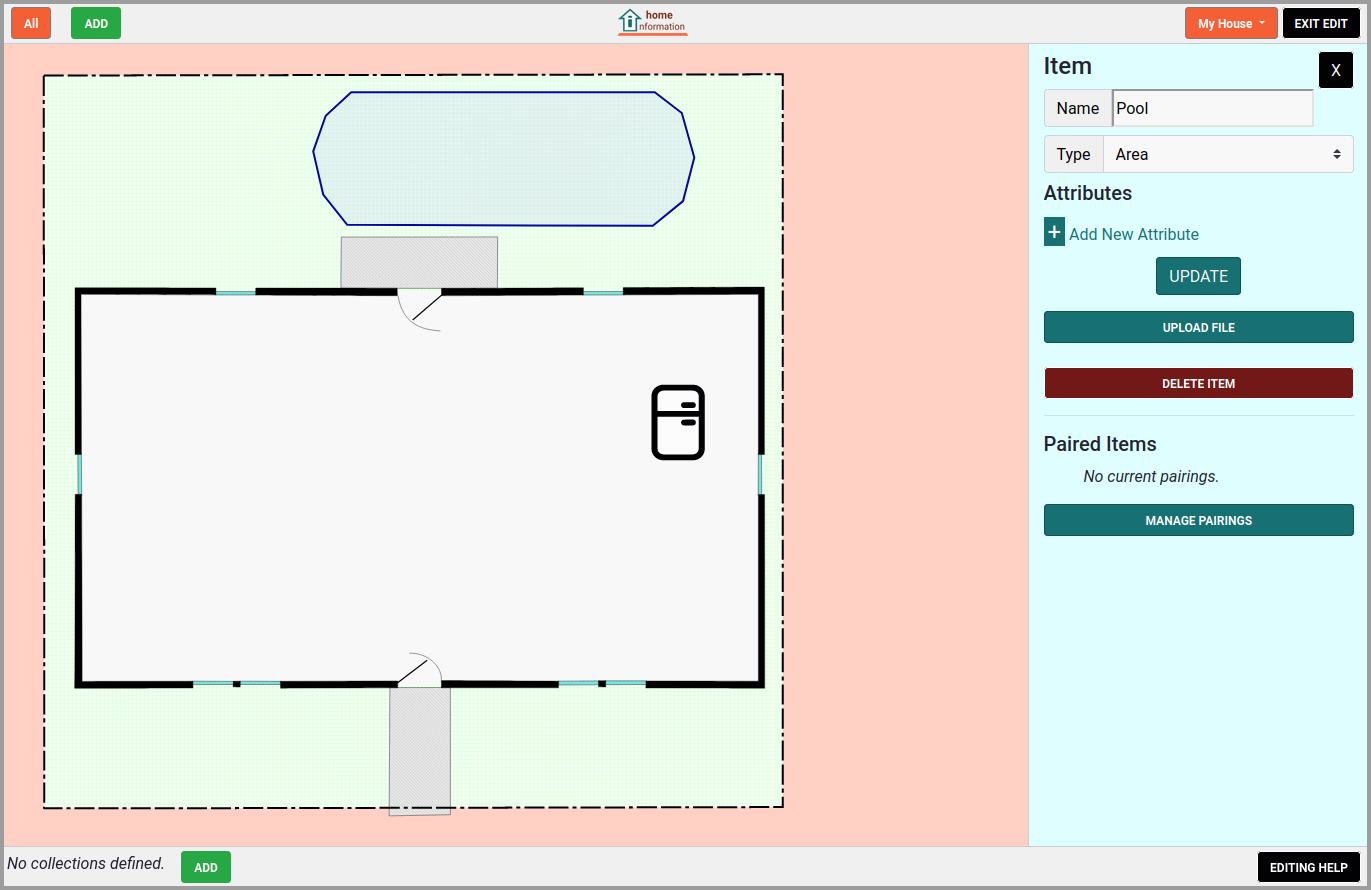 All
ADD
home
information
My House
EXIT EDIT
Item
X
Name
Pool
Type
Area
Attributes
+ Add New Attribute
UPDATE
UPLOAD FILE
DELETE ITEM
Paired Items
No current pairings.
MANAGE PAIRINGS
No collections defined.
ADD
EDITING HELP